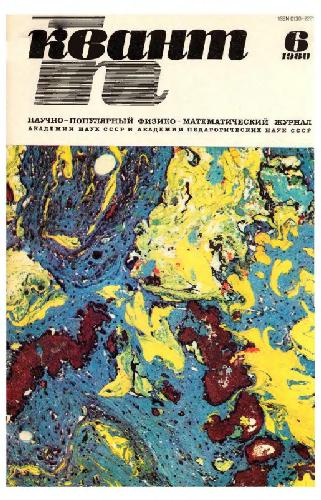 ISSN 0130-2221
квант
6
1980
НАУЧНО-ПОПУЛЯРНЫЙ ФИЗИКО-МАТЕМАТИЧЕСКИЙ ЖУРНАЛ
АКАДЕМИИ НАУК СССР И АКАДЕМИИ ПЕДАГОГИЧЕСКИХ НАУК СССР